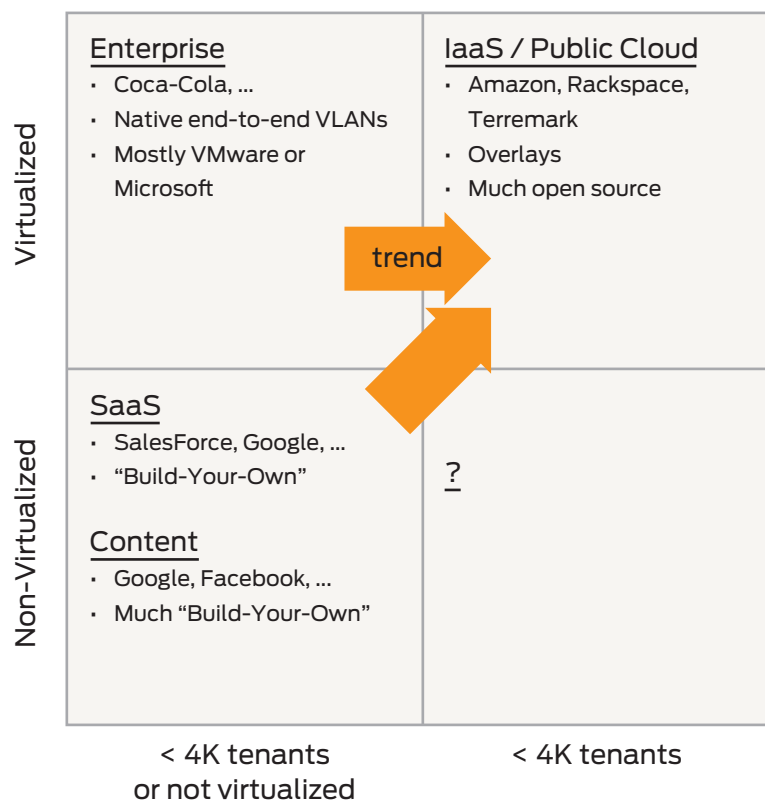 Virtualized
Enterprise
· Coca-Cola, ...
· Native end-to-end VLANs
· Mostly VMware or
Microsoft
IaaS / Public Cloud
· Amazon, Rackspace,
Terremark
· Overlays
· Much open source
trend
Non-Virtualized
SaaS
· SalesForce, Google, ...
· “Build-Your-Own”
Content
· Google, Facebook, ...
· Much “Build-Your-Own”
?
< 4K tenants
or not virtualized
< 4K tenants